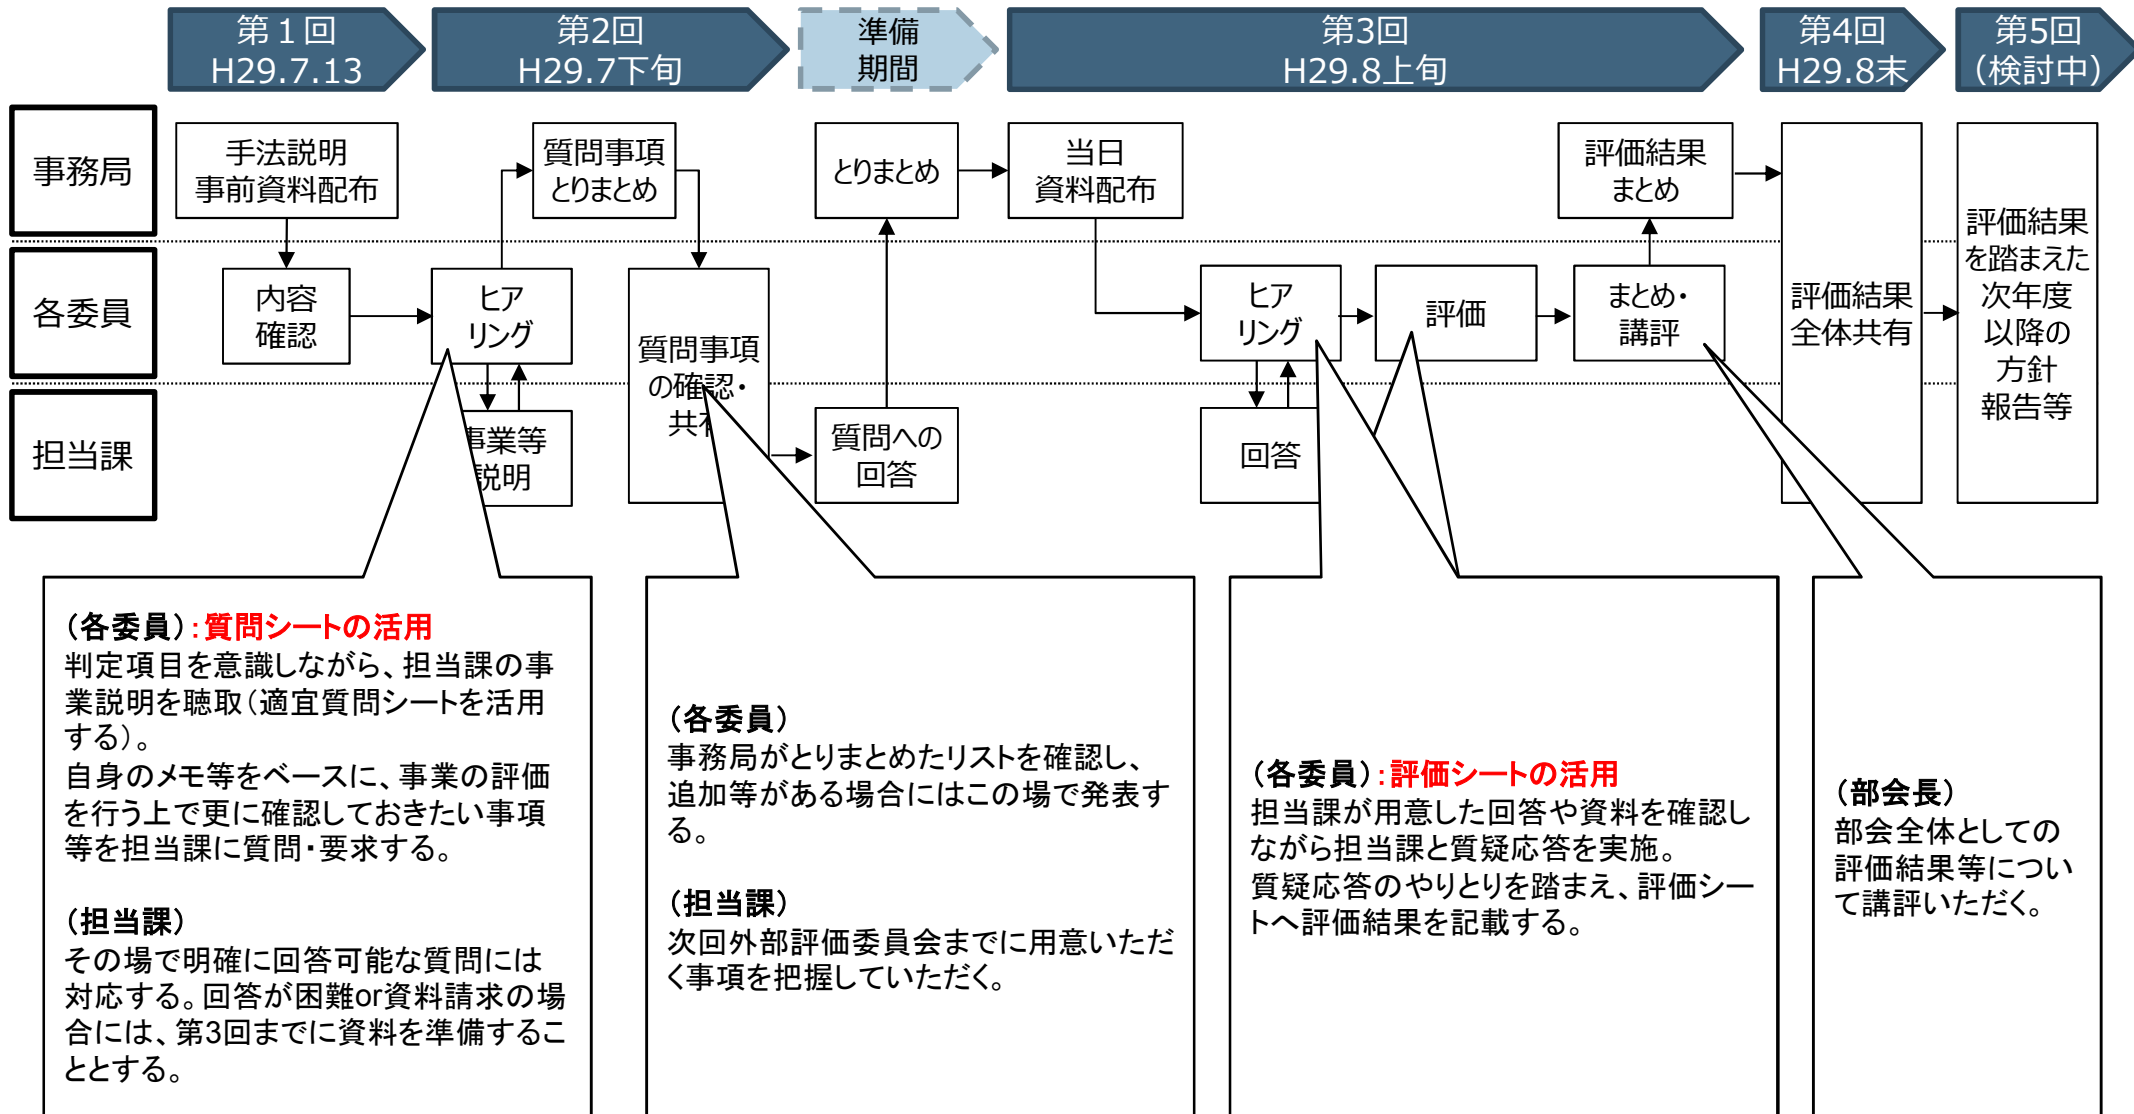 第１回
H29.7.13
第2回
H29.7下旬
準備
期間
第3回
H29.8上旬
第4回
H29.8末
第5回
（検討中）
事務局
手法説明
事前資料配布
質問事項
とりまとめ
とりまとめ
当日
資料配布
評価結果
まとめ
各委員
内容
確認
ヒア
リング
質問事項
の確認・
共有
ヒア
リング
評価
まとめ・
講評
評価結果
全体共有
評価結果
を踏まえた
次年度
以降の
方針
報告等
担当課
事業等
説明
質問への
回答
回答
（各委員）：質問シートの活用
判定項目を意識しながら、担当課の事
業説明を聴取（適宜質問シートを活用
する）。
自身のメモ等をベースに、事業の評価
を行う上で更に確認しておきたい事項
等を担当課に質問・要求する。
（担当課）
その場で明確に回答可能な質問には
対応する。回答が困難or資料請求の場
合には、第3回までに資料を準備するこ
ととする。
（各委員）
事務局がとりまとめたリストを確認し、
追加等がある場合にはこの場で発表す
る。
（担当課）
次回外部評価委員会までに用意いただ
く事項を把握していただく。
（各委員）：評価シートの活用
担当課が用意した回答や資料を確認し
ながら担当課と質疑応答を実施。
質疑応答のやりとりを踏まえ、評価シー
トへ評価結果を記載する。
（部会長）
部会全体としての
評価結果等につい
て講評いただく。